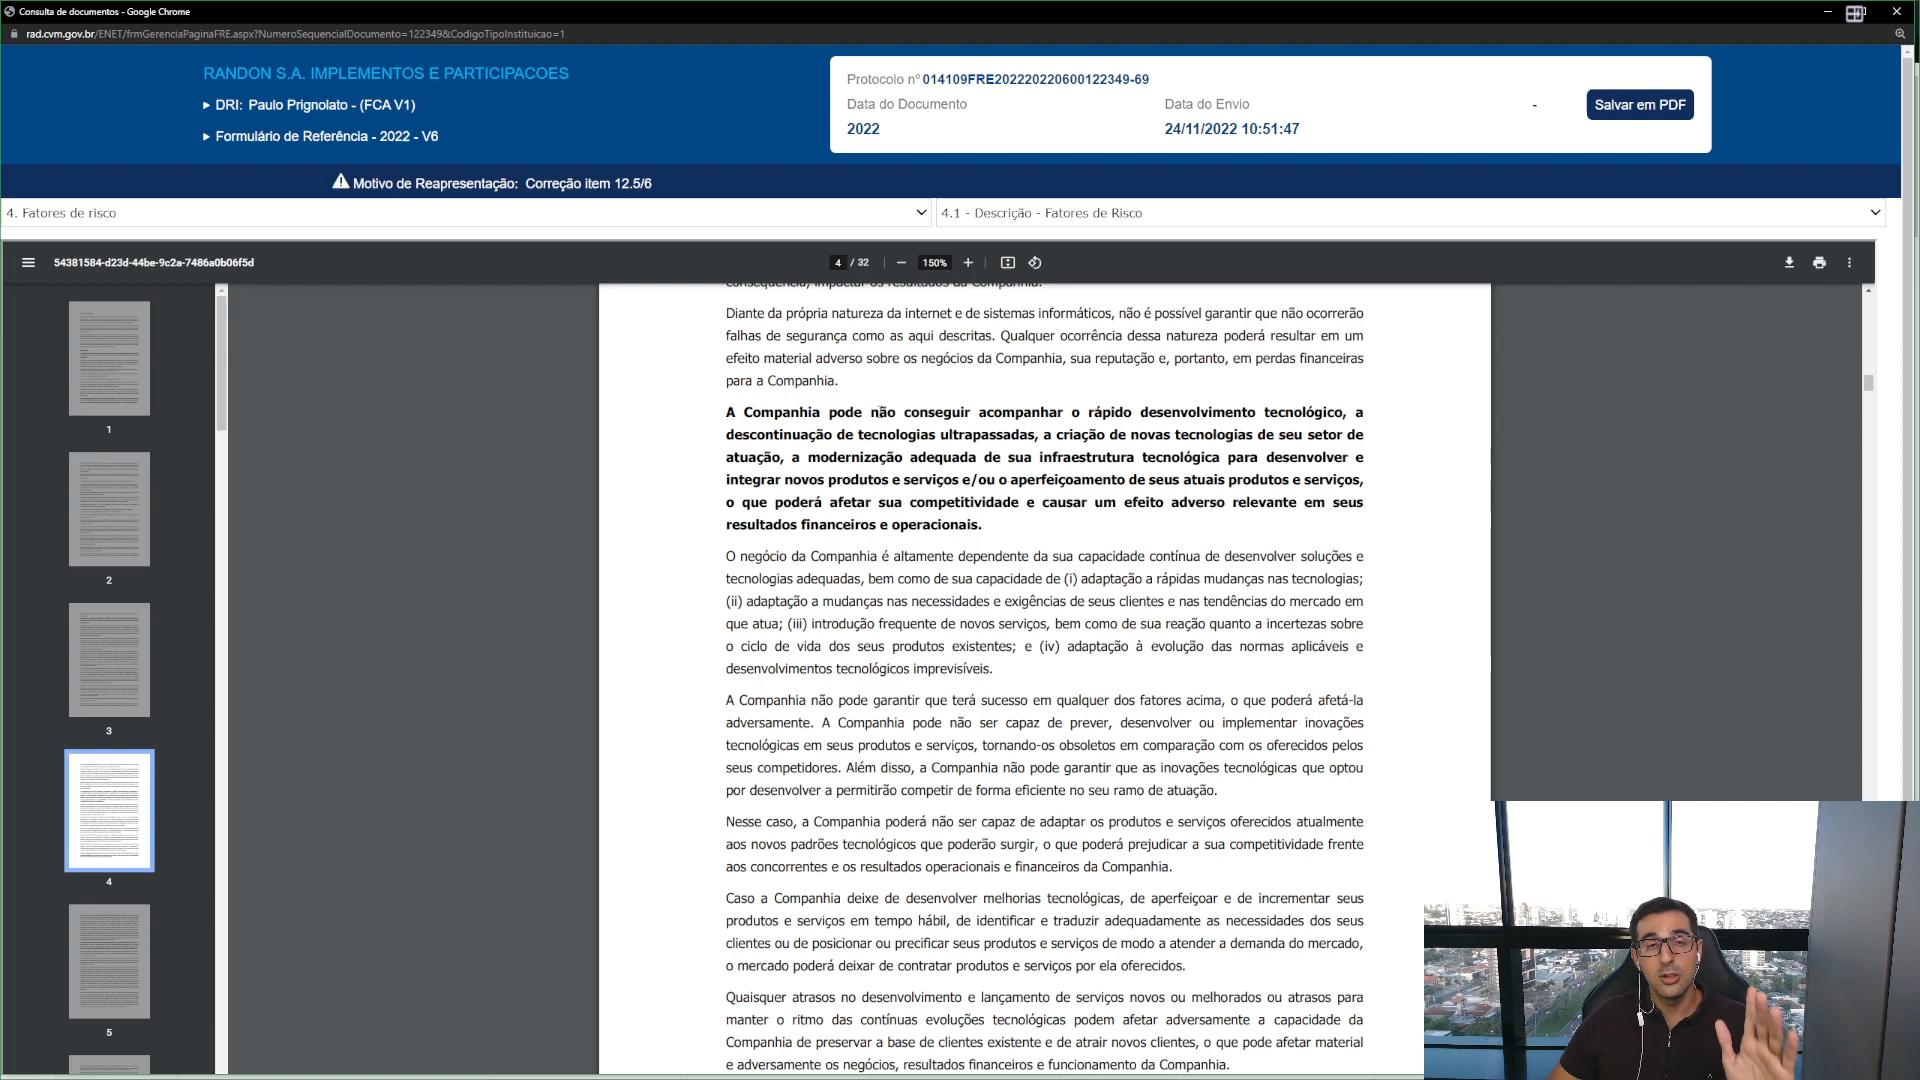 Consulta de documentos - Google Chrome
rad.cvm.gov.br/ENET/frmGerenciaPaginaFRE.aspx?NumeroSequencialDocumento=122349&CodigoTipoInstituicao=1
RANDON S.A. IMPLEMENTOS E PARTICIPACOES
DRI: Paulo Prignolato - (FCA V1)
Formulário de Referência - 2022 - V6
Protocolo nº 014109FRE202220220600122349-69
Data do Documento
Data do Envio
-
Salvar em PDF
2022
24/11/2022 10:51:47
Motivo de Reapresentação: Correção item 12.5/6
4. Fatores de risco
4.1 - Descrição - Fatores de Risco
54381584-d23d-44be-9c2a-7486a0b06f5d
4 / 32
150%
consequência, impactar os resultados da Companhia.
Diante da própria natureza da internet e de sistemas informáticos, não é possível garantir que não ocorrerão
falhas de segurança como as aqui descritas. Qualquer ocorrência dessa natureza poderá resultar em um
efeito material adverso sobre os negócios da Companhia, sua reputação e, portanto, em perdas financeiras
para a Companhia.
A Companhia pode não conseguir acompanhar o rápido desenvolvimento tecnológico, a
descontinuação de tecnologias ultrapassadas, a criação de novas tecnologias de seu setor de
atuação, a modernização adequada de sua infraestrutura tecnológica para desenvolver e
integrar novos produtos e serviços e/ou o aperfeiçoamento de seus atuais produtos e serviços,
o que poderá afetar sua competitividade e causar um efeito adverso relevante em seus
resultados financeiros e operacionais.
O negócio da Companhia é altamente dependente da sua capacidade contínua de desenvolver soluções e
tecnologias adequadas, bem como de sua capacidade de (i) adaptação a rápidas mudanças nas tecnologias;
(ii) adaptação a mudanças nas necessidades e exigências de seus clientes e nas tendências do mercado em
que atua; (iii) introdução frequente de novos serviços, bem como de sua reação quanto a incertezas sobre
o ciclo de vida dos seus produtos existentes; e (iv) adaptação à evolução das normas aplicáveis e
desenvolvimentos tecnológicos imprevisíveis.
A Companhia não pode garantir que terá sucesso em qualquer dos fatores acima, o que poderá afetá-la
adversamente. A Companhia pode não ser capaz de prever, desenvolver ou implementar inovações
tecnológicas em seus produtos e serviços, tornando-os obsoletos em comparação com os oferecidos pelos
seus competidores. Além disso, a Companhia não pode garantir que as inovações tecnológicas que optou
por desenvolver a permitirão competir de forma eficiente no seu ramo de atuação.
Nesse caso, a Companhia poderá não ser capaz de adaptar os produtos e serviços oferecidos atualmente
aos novos padrões tecnológicos que poderão surgir, o que poderá prejudicar a sua competitividade frente
aos concorrentes e os resultados operacionais e financeiros da Companhia.
Caso a Companhia deixe de desenvolver melhorias tecnológicas, de aperfeiçoar e de incrementar seus
produtos e serviços em tempo hábil, de identificar e traduzir adequadamente as necessidades dos seus
clientes ou de posicionar ou precificar seus produtos e serviços de modo a atender a demanda do mercado,
o mercado poderá deixar de contratar produtos e serviços por ela oferecidos.
Quaisquer atrasos no desenvolvimento e lançamento de serviços novos ou melhorados ou atrasos para
manter o ritmo das contínuas evoluções tecnológicas podem afetar adversamente a capacidade da
Companhia de preservar a base de clientes existente e de atrair novos clientes, o que pode afetar material
e adversamente os negócios, resultados financeiros e funcionamento da Companhia.
1
2
3
4
5